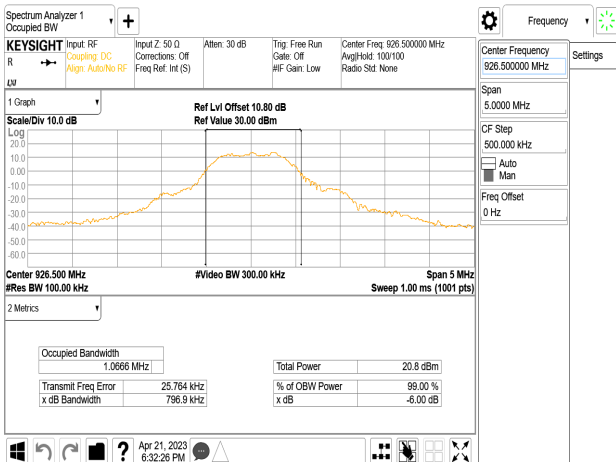 Spectrum Analyzer 1
Occupied BW
Frequency
KEYSIGHT
R
Input: RF
Coupling: DC
Align: Auto/No RF
Input Z: 50 Ω
Corrections: Off
Freq Ref: Int (S)
Atten: 30 dB
Trig: Free Run
Gate: Off
#IF Gain: Low
Center Freq: 926.500000 MHz
Avg|Hold: 100/100
Radio Std: None
Center Frequency
926.500000 MHz
Settings
Span
5.0000 MHz
CF Step
500.000 kHz
Auto
Man
Freq Offset
0 Hz
1 Graph
Scale/Div 10.0 dB
Ref Lvl Offset 10.80 dB
Ref Value 30.00 dBm
Log
20.0
10.0
0.00
-10.0
-20.0
-30.0
-40.0
-50.0
-60.0
Center 926.500 MHz
#Res BW 100.00 kHz
#Video BW 300.00 kHz
Span 5 MHz
Sweep 1.00 ms (1001 pts)
2 Metrics
Occupied Bandwidth
1.0666 MHz
Total Power 20.8 dBm
Transmit Freq Error 25.764 kHz
% of OBW Power 99.00 %
x dB Bandwidth 796.9 kHz
x dB -6.00 dB
?
Apr 21, 2023
6:32:26 PM